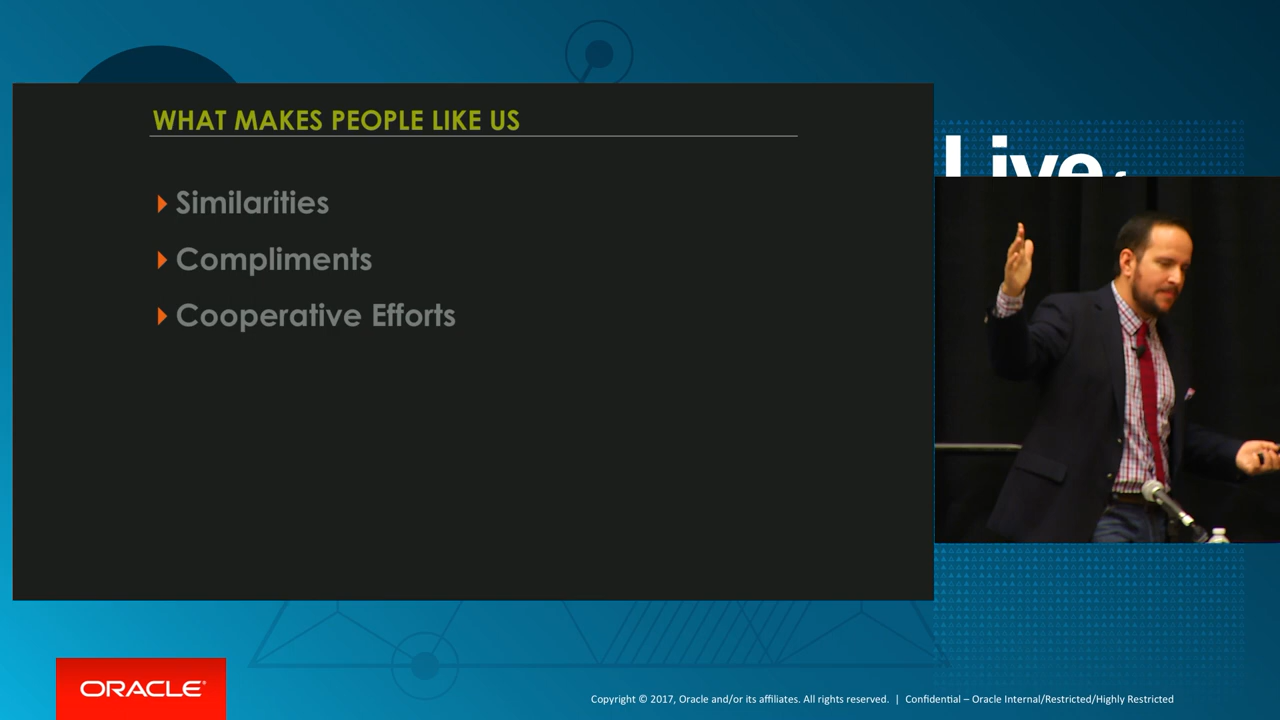 WHAT MAKES PEOPLE LIKE US
Similarities
Compliments
Cooperative Efforts
Live
ORACLE®
Copyright © 2017, Oracle and/or its affiliates. All rights reserved. | Confidential – Oracle Internal/Restricted/Highly Restricted